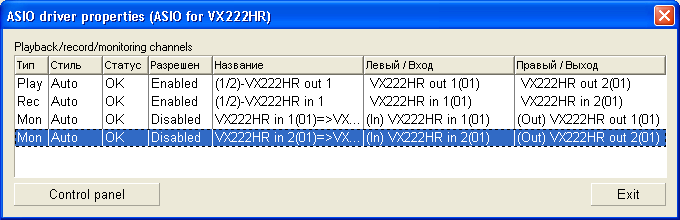 ASIO driver properties (ASIO for VX222HR)
Playback/record/monitoring channels
Тип Стиль Статус Разрешен Название Левый / Вход Правый / Выход
Play Auto OK Enabled (1/2)-VX222HR out 1 VX222HR out 1(01) VX222HR out 2(01)
Rec Auto OK Enabled (1/2)-VX222HR in 1 VX222HR in 1(01) VX222HR in 2(01)
Mon Auto OK Disabled VX222HR in 1(01)=>VX... (In) VX222HR in 1(01) (Out) VX222HR out 1(01)
Mon Auto OK Disabled VX222HR in 2(01)=>VX... (In) VX222HR in 2(01) (Out) VX222HR out 2(01)
Control panel Exit